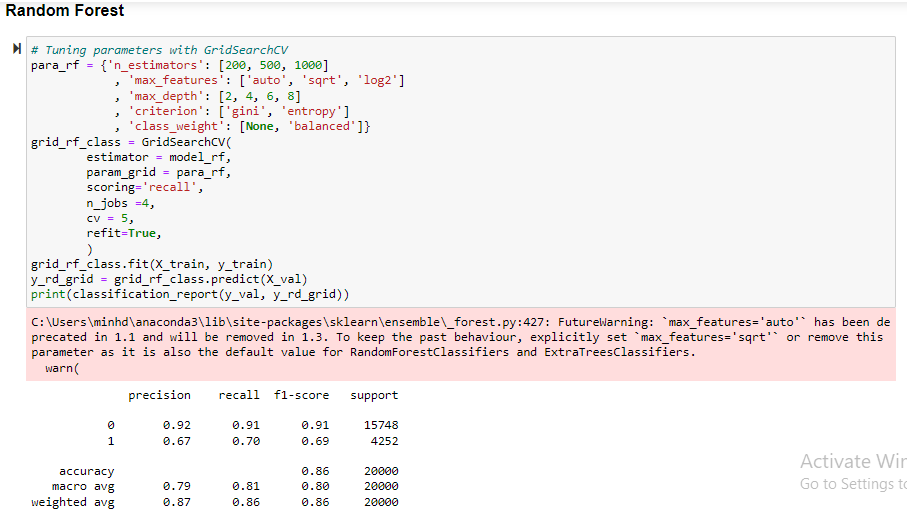 Random Forest
# Tuning parameters with GridSearchCV
para_rf = {'n_estimators': [200, 500, 1000]
, 'max_features': ['auto', 'sqrt', 'log2']
, 'max_depth': [2, 4, 6, 8]
, 'criterion': ['gini', 'entropy']
, 'class_weight': [None, 'balanced']}
grid_rf_class = GridSearchCV(
estimator = model_rf,
param_grid = para_rf,
scoring='recall',
n_jobs =4,
cv = 5,
refit=True,
)
grid_rf_class.fit(X_train, y_train)
y_rd_grid = grid_rf_class.predict(X_val)
print(classification_report(y_val, y_rd_grid))
C:\Users\minhd\anaconda3\lib\site-packages\sklearn\ensemble\_forest.py:427: FutureWarning: `max_features='auto'` has been de
precated in 1.1 and will be removed in 1.3. To keep the past behaviour, explicitly set `max_features='sqrt'` or remove this
parameter as it is also the default value for RandomForestClassifiers and ExtraTreesClassifiers.
warn(
precision recall f1-score support
0 0.92 0.91 0.91 15748
1 0.67 0.70 0.69 4252
accuracy 0.86 20000
macro avg 0.79 0.81 0.80 20000
weighted avg 0.87 0.86 0.86 20000
Activate Wir
Go to Settings to